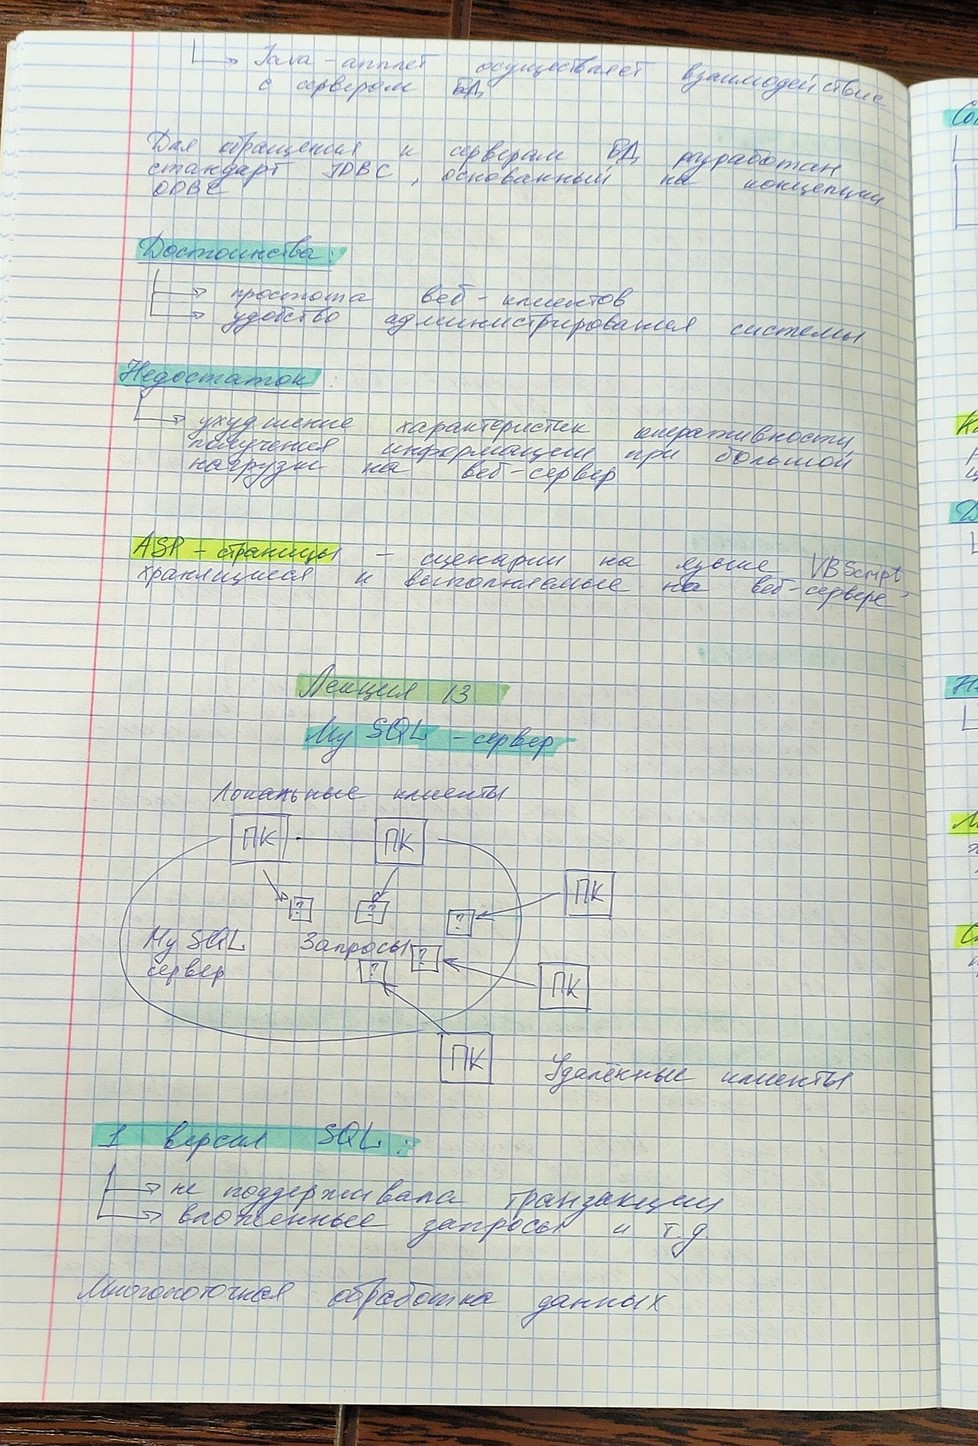 Java-апплет осуществляет взаимодействие
с сервером БД
Для обращения к серверам БД разработан
стандарт JDBC, основанный на концепции
ODBC
Достоинства:
простота веб-клиентов
удобство администрирования системы
Недостаток:
ухудшение характеристик оперативности
получения информации при большой
нагрузки на веб-сервер
ASP-страницы - сценарии на языке VBScript,
хранящиеся и выполняемые на веб-сервере
Лекция 13
My SQL-сервер
Локальные клиенты
ПК ПК
ПК
? ? ?
My SQL Запросы ?
сервер ?
ПК
ПК
Удалённые клиенты
1 версия SQL:
не поддерживала транзакции
вложенные запросы и т.д
Многопоточная обработка данных